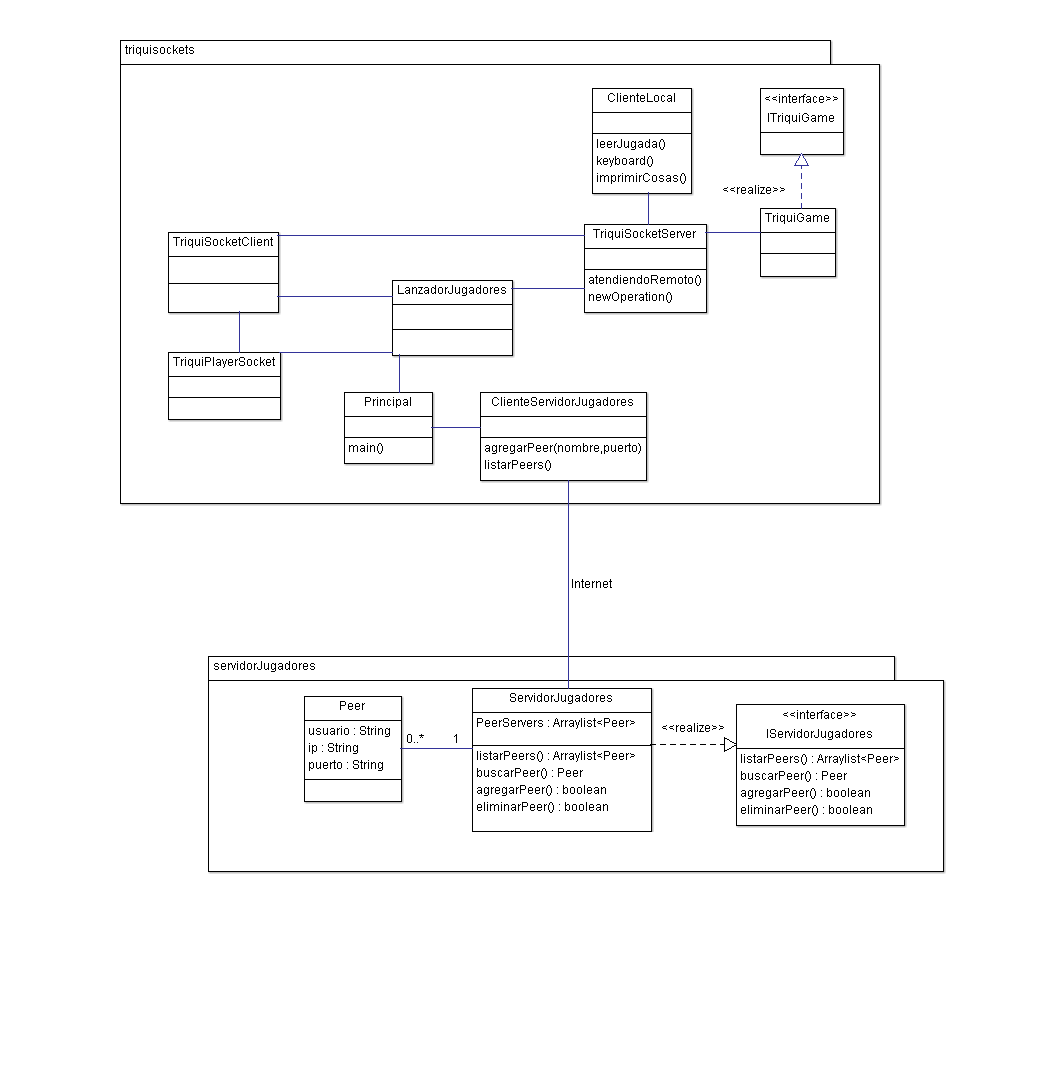 triquisockets
ClienteLocal
leerJugada()
keyboard()
imprimirCosas()
<<interface>>
ITriquiGame
<<realize>>
TriquiGame
TriquiSocketClient
TriquiSocketServer
atendiendoRemoto()
newOperation()
LanzadorJugadores
TriquiPlayerSocket
Principal
main()
ClienteServidorJugadores
agregarPeer(nombre,puerto)
listarPeers()
Internet
servidorJugadores
Peer
usuario : String
ip : String
puerto : String
0..*
1
ServidorJugadores
PeerServers : Arraylist<Peer>
listarPeers() : Arraylist<Peer>
buscarPeer() : Peer
agregarPeer() : boolean
eliminarPeer() : boolean
<<realize>>
<<interface>>
IServidorJugadores
listarPeers() : Arraylist<Peer>
buscarPeer() : Peer
agregarPeer() : boolean
eliminarPeer() : boolean